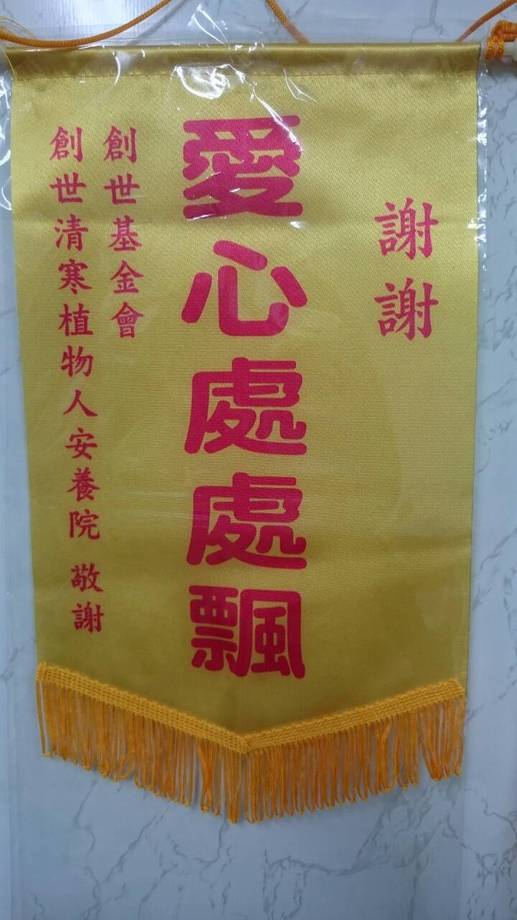 謝謝
愛心處處飄
創世基金會
創世清寒植物人安養院 敬謝